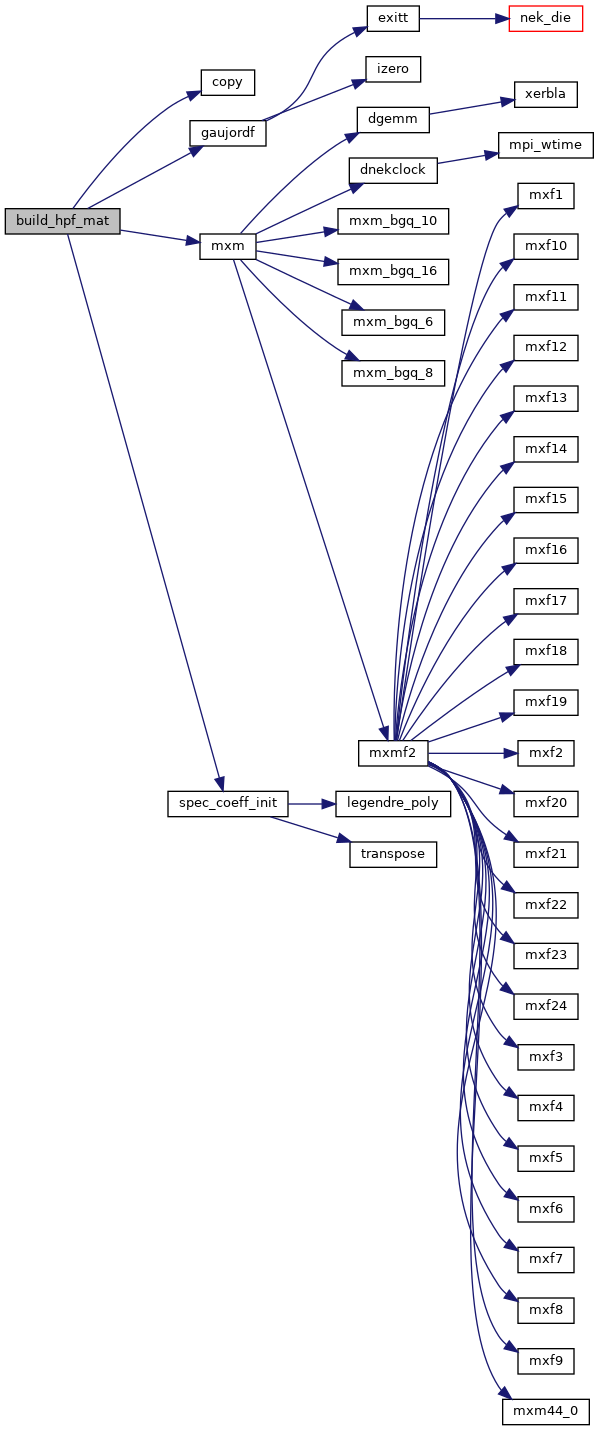 exitt
nek_die
izero
copy
xerbla
dgemm
gaujordf
mpi_wtime
dnekclock
mxf1
build_hpf_mat
mxm_bgq_10
mxm
mxf10
mxm_bgq_16
mxf11
mxm_bgq_6
mxf12
mxm_bgq_8
mxf13
mxf14
mxf15
mxf16
mxf17
mxf18
mxf19
mxmf2
mxf2
spec_coeff_init
legendre_poly
mxf20
transpose
mxf21
mxf22
mxf23
mxf24
mxf3
mxf4
mxf5
mxf6
mxf7
mxf8
mxf9
mxm44_0